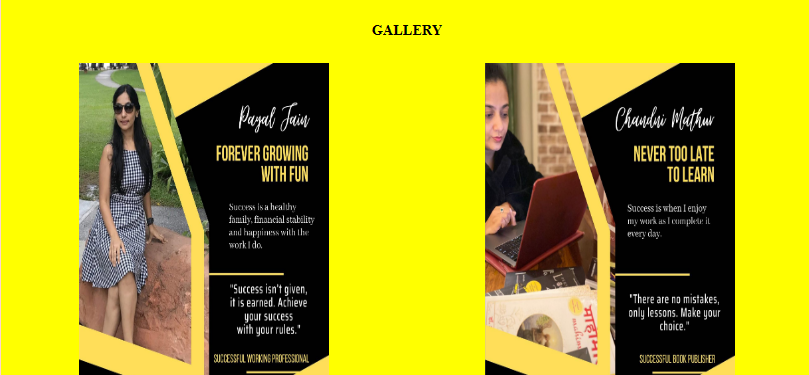 GALLERY
Payal Jain
FOREVER GROWING
WITH FUN
Success is a healthy
family, financial stability
and happiness with the
work I do.
"Success isn't given,
it is earned. Achieve
your success
with your rules."
SUCCESSFUL WORKING PROFESSIONAL
Chandni Mathur
NEVER TOO LATE
TO LEARN
Success is when I enjoy
my work as I complete it
every day.
"There are no mistakes,
only lessons. Make your
choice."
SUCCESSFUL BOOK PUBLISHER